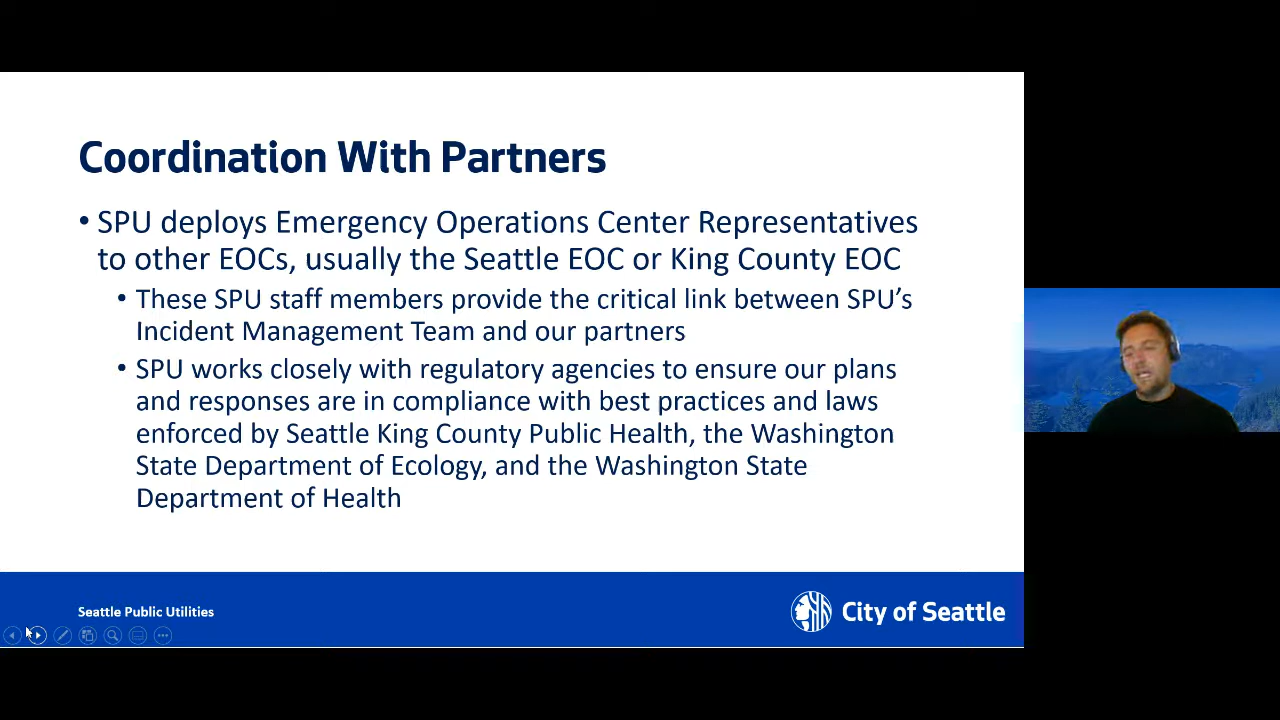 Coordination With Partners
• SPU deploys Emergency Operations Center Representatives
to other EOCs, usually the Seattle EOC or King County EOC
• These SPU staff members provide the critical link between SPU’s
Incident Management Team and our partners
• SPU works closely with regulatory agencies to ensure our plans
and responses are in compliance with best practices and laws
enforced by Seattle King County Public Health, the Washington
State Department of Ecology, and the Washington State
Department of Health
Seattle Public Utilities
City of Seattle